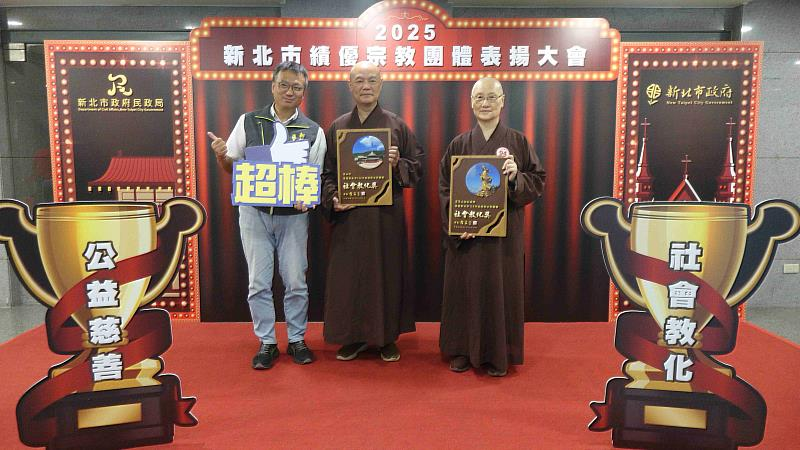 2025
新北市績優宗教團體表揚大會
新北市政府民政局
Department of Civil Affairs, New Taipei City Government
新北市政府
New Taipei City Government
超棒
社會教化獎
社會教化獎
公益慈善
社會教化